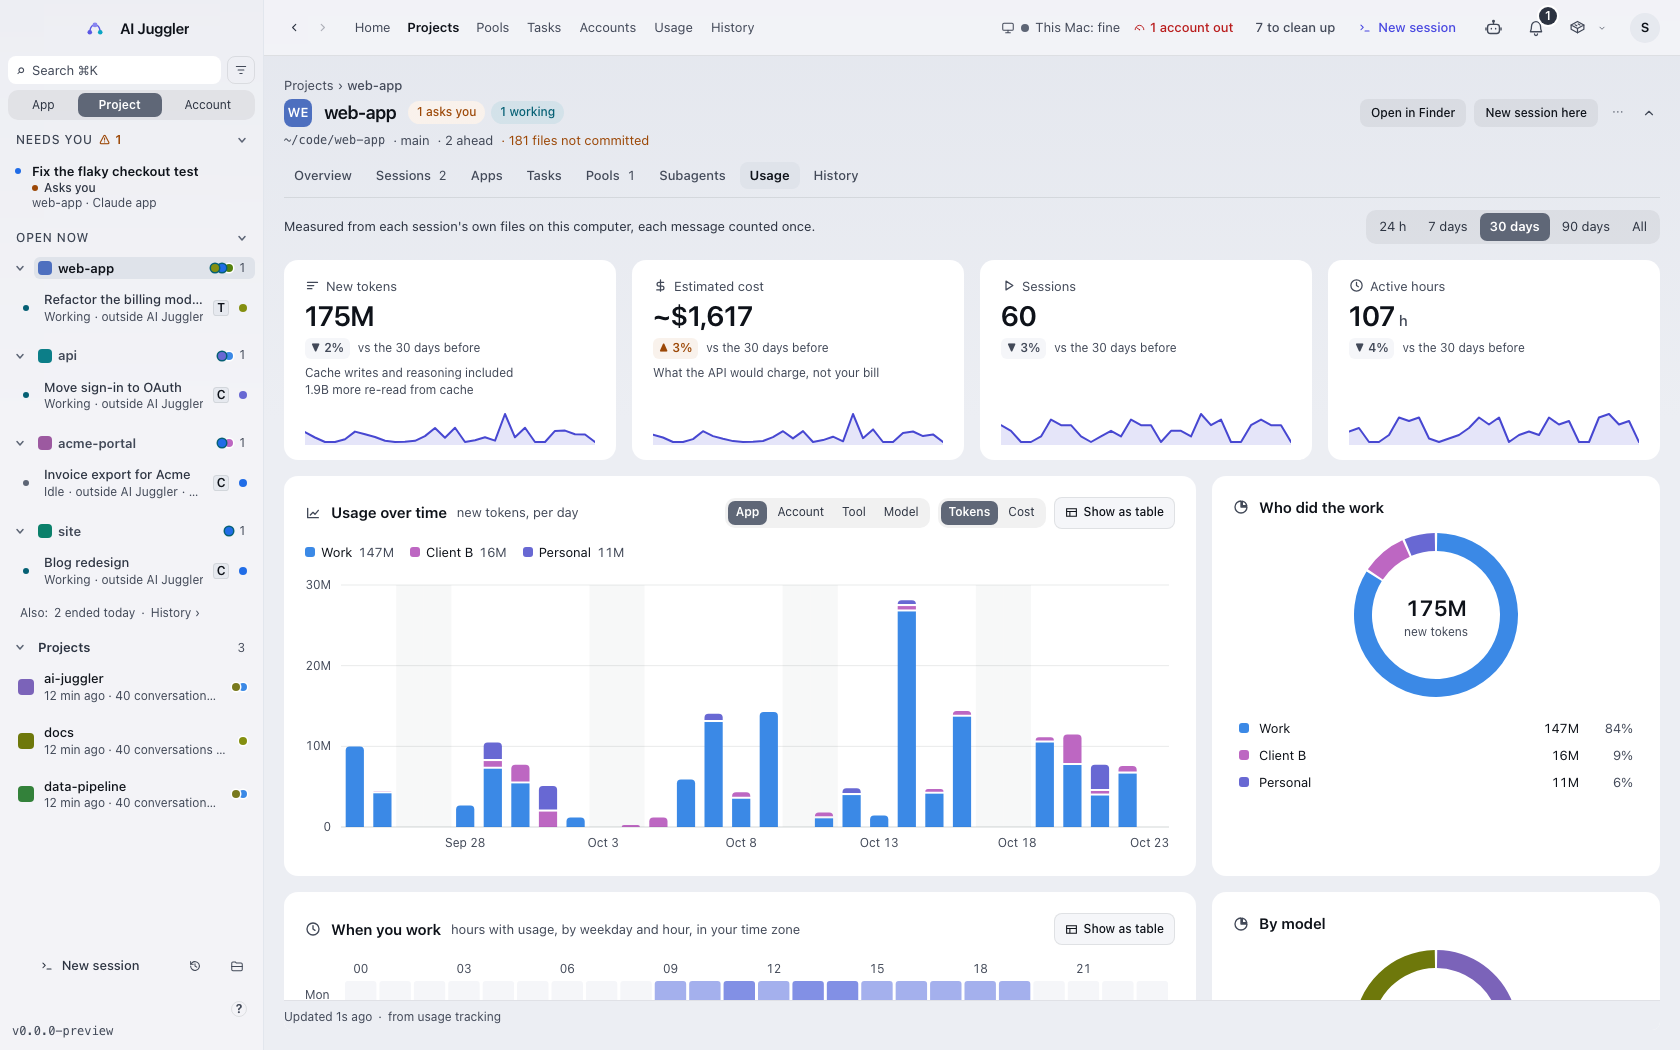 AI Juggler
Search ⌘K
App Project Account
NEEDS YOU 1
Fix the flaky checkout test
Asks you
web-app · Claude app
OPEN NOW
web-app 1
Refactor the billing mod... T
Working · outside AI Juggler
api 1
Move sign-in to OAuth C
Working · outside AI Juggler
acme-portal 1
Invoice export for Acme C
Idle · outside AI Juggler · ...
site 1
Blog redesign C
Working · outside AI Juggler
Also: 2 ended today · History ›
Projects 3
ai-juggler
12 min ago · 40 conversation...
docs
12 min ago · 40 conversations ...
data-pipeline
12 min ago · 40 conversation...
New session
?
v0.0.0-preview
Home Projects Pools Tasks Accounts Usage History
This Mac: fine 1 account out 7 to clean up New session 1 S
Projects › web-app
WE web-app 1 asks you 1 working
Open in Finder New session here ...
~/code/web-app · main · 2 ahead · 181 files not committed
Overview Sessions 2 Apps Tasks Pools 1 Subagents Usage History
Measured from each session's own files on this computer, each message counted once.
24 h 7 days 30 days 90 days All
New tokens
175M
▼ 2% vs the 30 days before
Cache writes and reasoning included
1.9B more re-read from cache
$ Estimated cost
~$1,617
▲ 3% vs the 30 days before
What the API would charge, not your bill
Sessions
60
▼ 3% vs the 30 days before
Active hours
107 h
▼ 4% vs the 30 days before
Usage over time new tokens, per day
App Account Tool Model Tokens Cost Show as table
Work 147M Client B 16M Personal 11M
30M
20M
10M
0
Sep 28 Oct 3 Oct 8 Oct 13 Oct 18 Oct 23
Who did the work
175M
new tokens
Work 147M 84%
Client B 16M 9%
Personal 11M 6%
When you work hours with usage, by weekday and hour, in your time zone
Show as table
00 03 06 09 12 15 18 21
Mon
By model
Updated 1s ago · from usage tracking